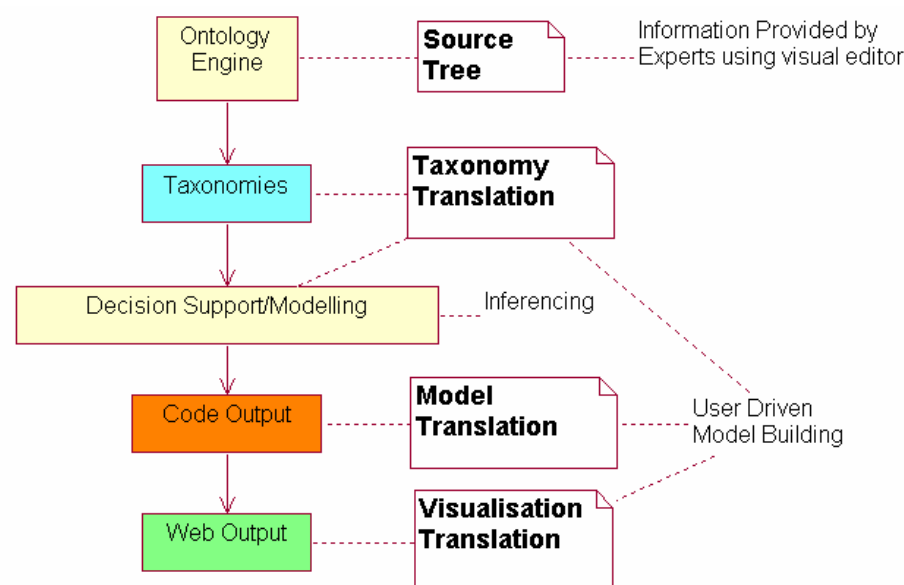 Ontology
Engine
Source
Tree
Information Provided by
Experts using visual editor
Taxonomies
Taxonomy
Translation
Decision Support/Modelling
Inferencing
Code Output
Model
Translation
User Driven
Model Building
Web Output
Visualisation
Translation